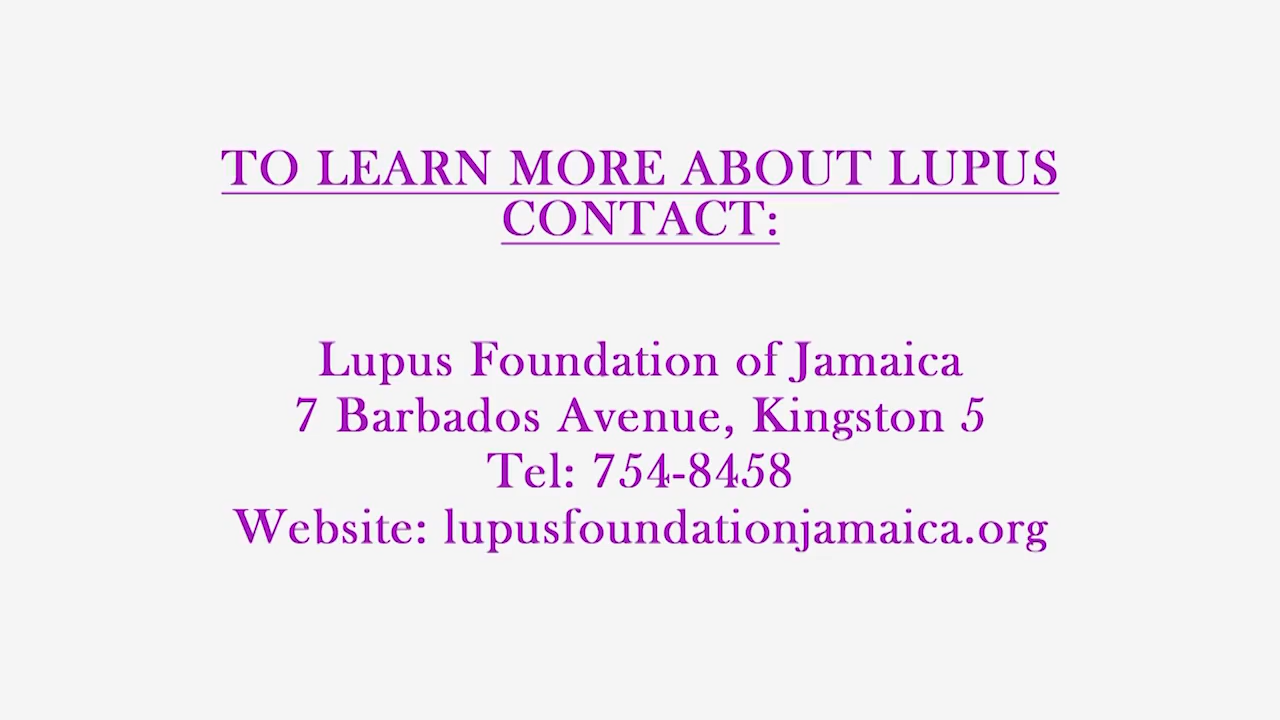 TO LEARN MORE ABOUT LUPUS
CONTACT:
Lupus Foundation of Jamaica
7 Barbados Avenue, Kingston 5
Tel: 754-8458
Website: lupusfoundationjamaica.org